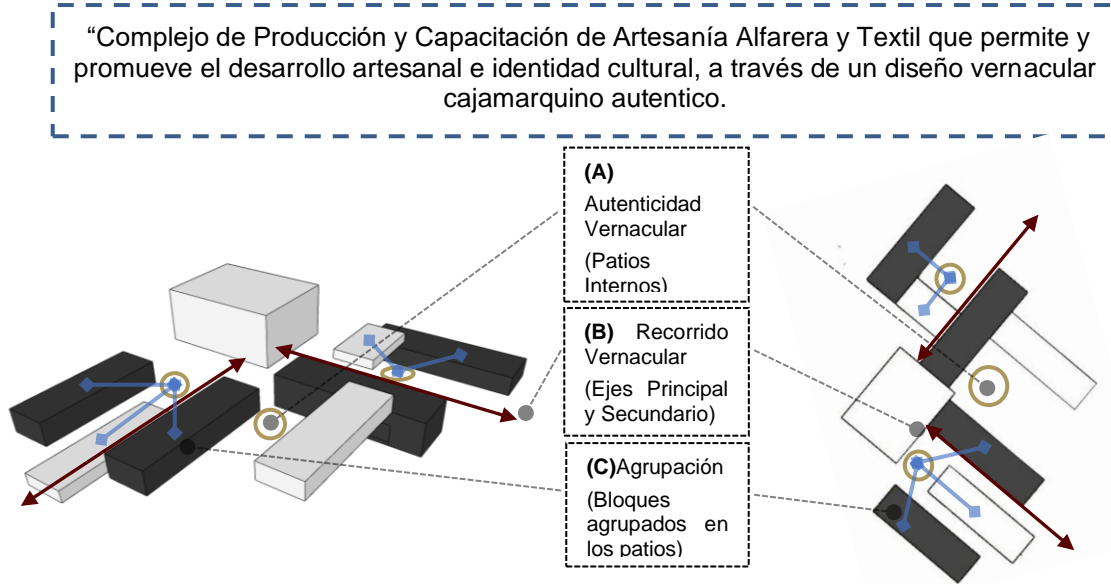 “Complejo de Producción y Capacitación de Artesanía Alfarera y Textil que permite y
promueve el desarrollo artesanal e identidad cultural, a través de un diseño vernacular
cajamarquino autentico.
(A)
Autenticidad
Vernacular
(Patios
Internos)
(B) Recorrido
Vernacular
(Ejes Principal
y Secundario)
(C)Agrupación
(Bloques
agrupados en
los patios)